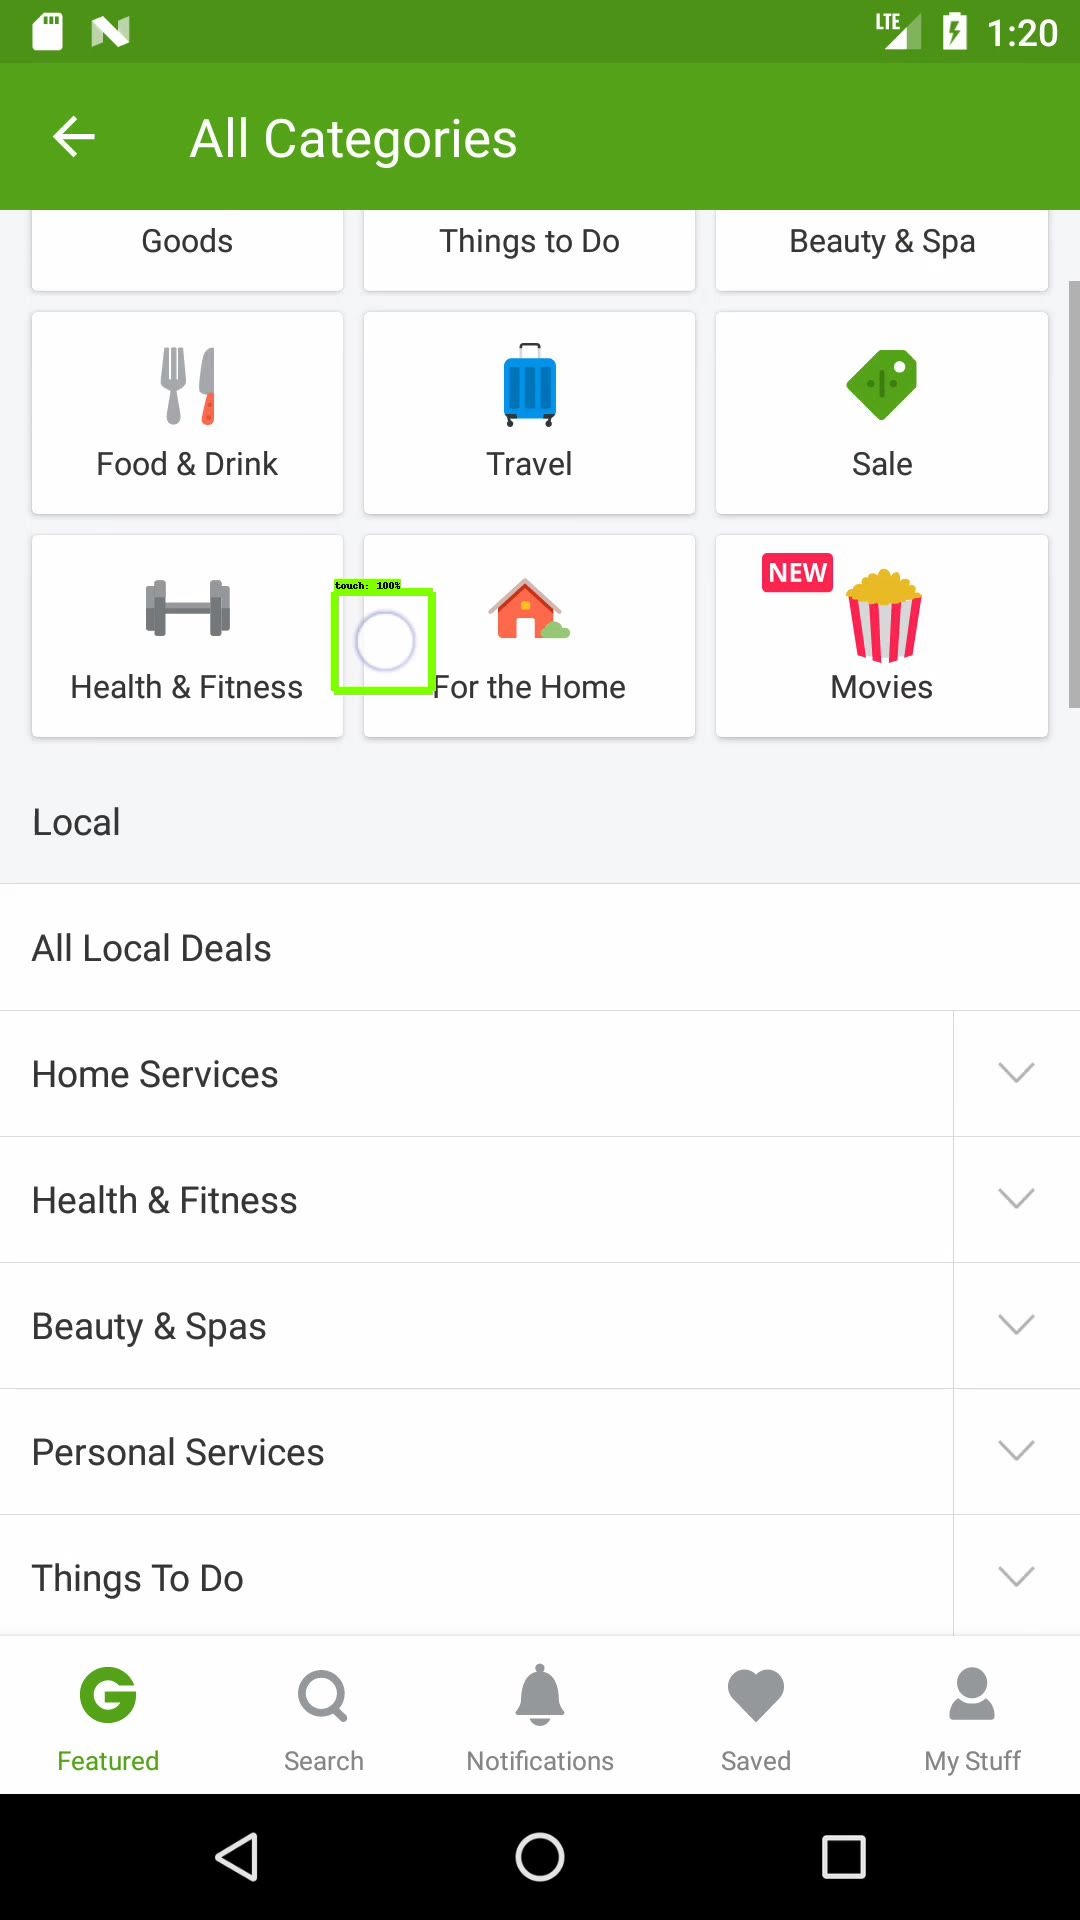 LTE 1:20
All Categories
Goods
Things to Do
Beauty & Spa
Food & Drink
Travel
Sale
NEW
touch: 100%
Health & Fitness
For the Home
Movies
Local
All Local Deals
Home Services
Health & Fitness
Beauty & Spas
Personal Services
Things To Do
Featured
Search
Notifications
Saved
My Stuff